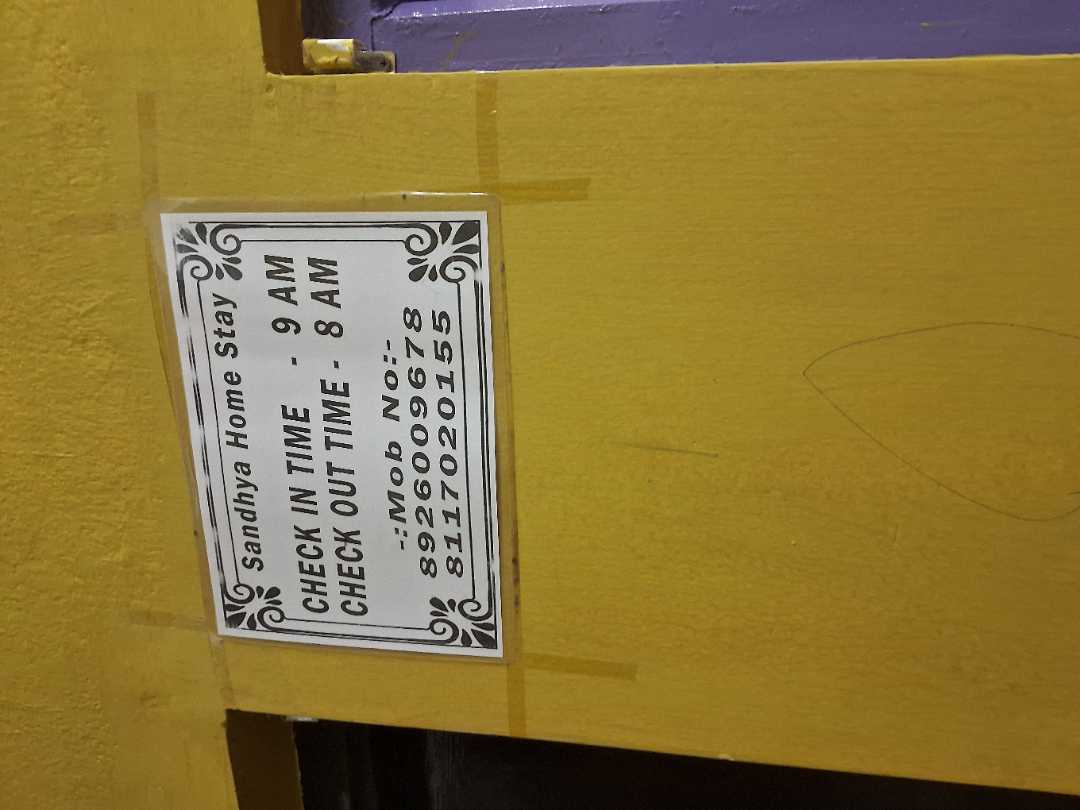 Sandhya Home Stay
CHECK IN TIME - 9 AM
CHECK OUT TIME - 8 AM
-:Mob No:-
8926009678
8117020155